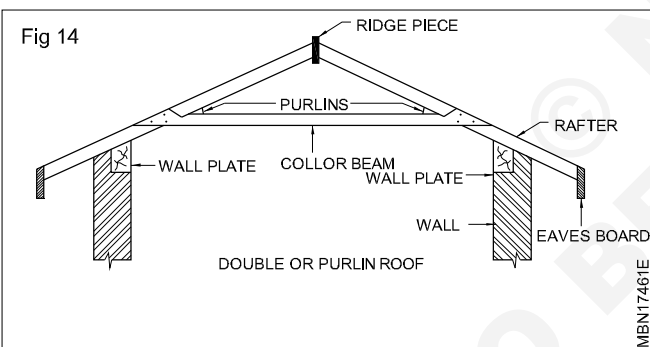 Fig 14
RIDGE PIECE
PURLINS
RAFTER
WALL PLATE
COLLOR BEAM
WALL PLATE
WALL
EAVES BOARD
DOUBLE OR PURLIN ROOF
MBN17461E